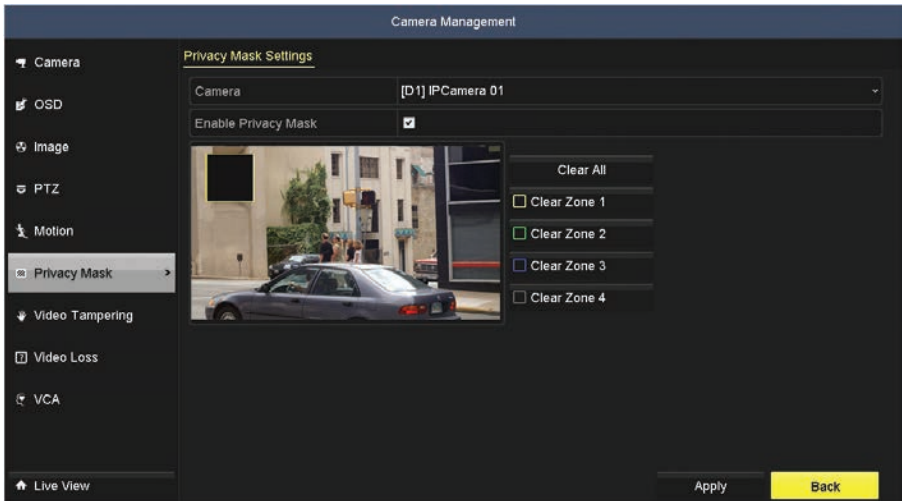 Camera Management
Camera
OSD
Image
PTZ
Motion
Privacy Mask
Video Tampering
Video Loss
VCA
Live View
Privacy Mask Settings
Camera [D1] IPCamera 01
Enable Privacy Mask
Clear All
Clear Zone 1
Clear Zone 2
Clear Zone 3
Clear Zone 4
Apply Back